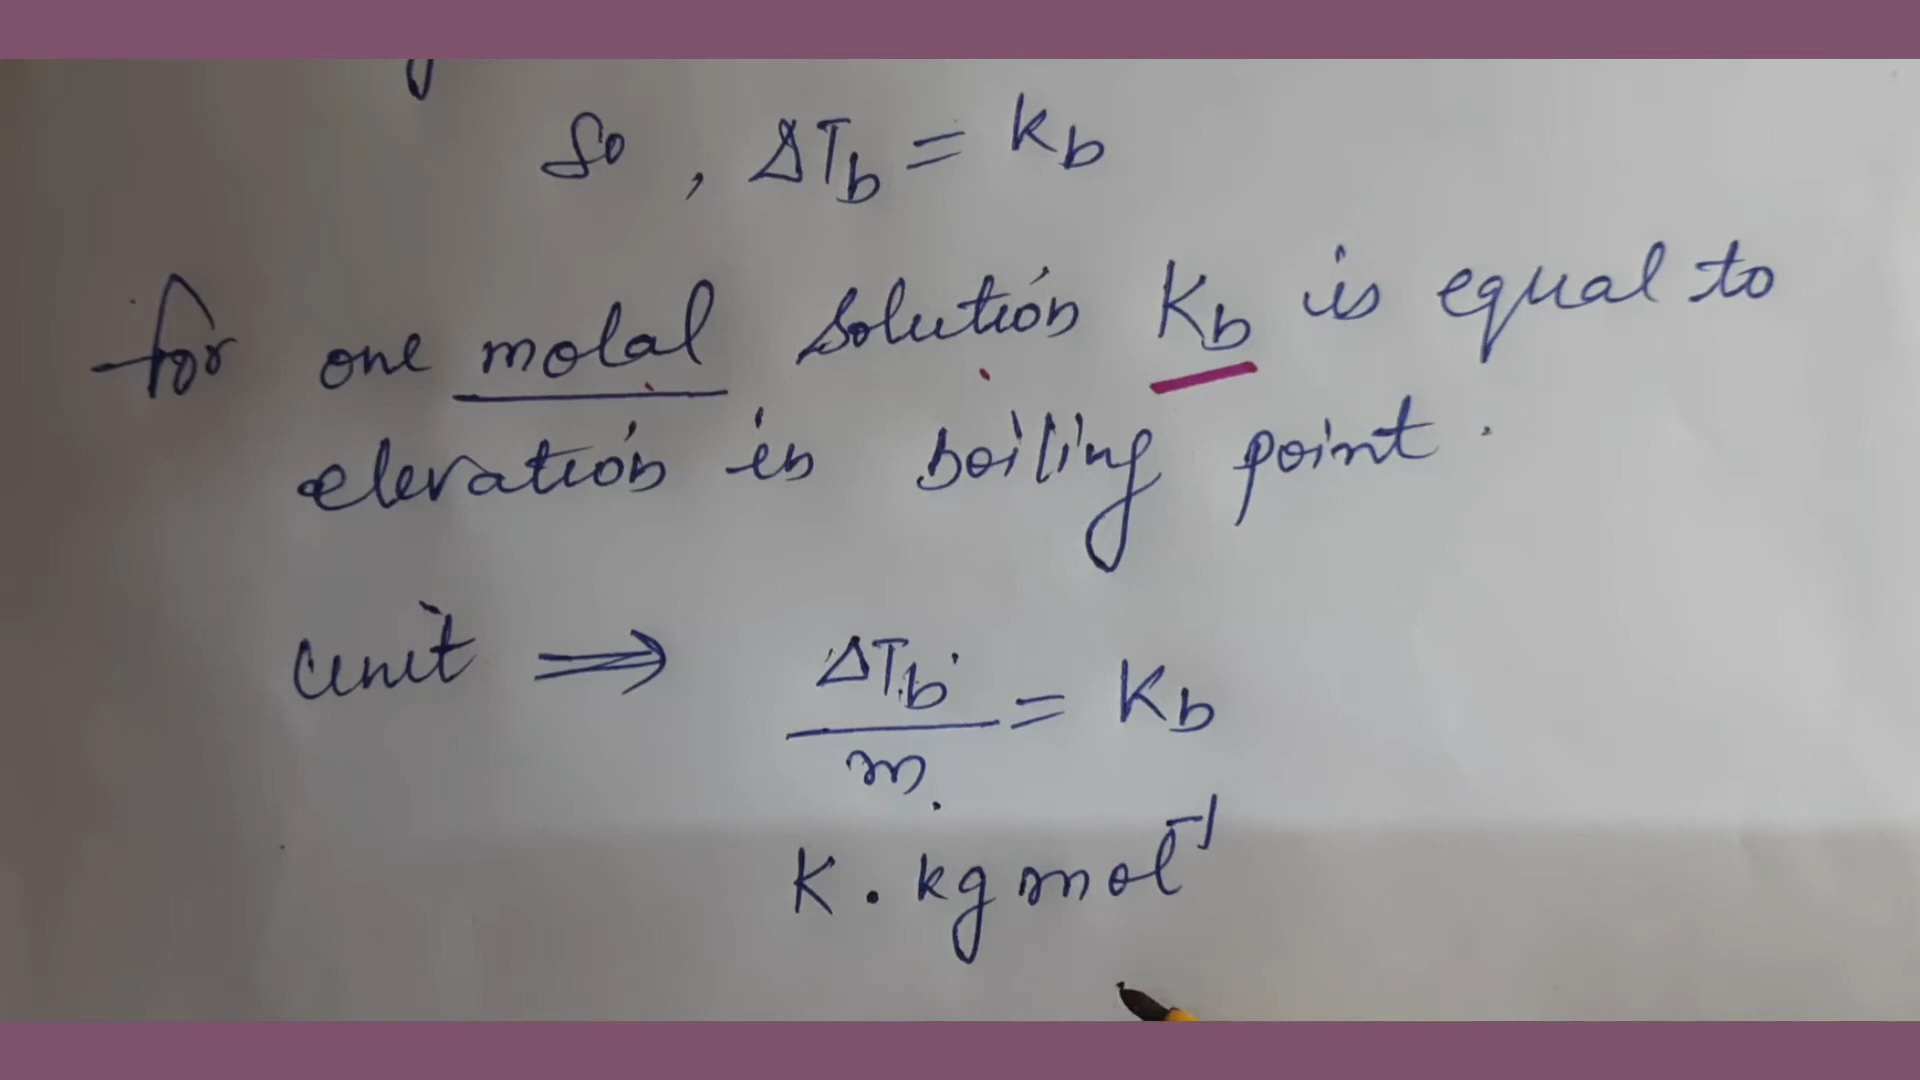 So, ΔTb = Kb
for one molal solution Kb is equal to
elevation in boiling point.
unit ⟹ ΔTb/m = Kb
K . kg mol⁻¹